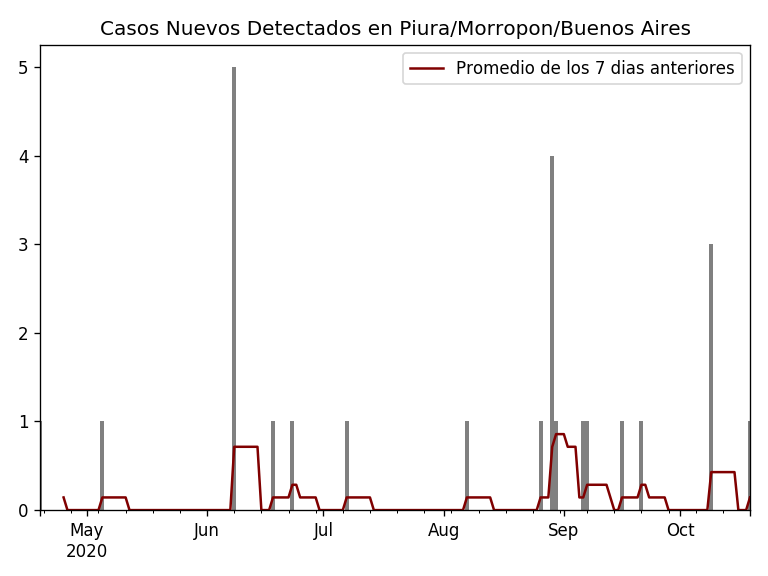 Casos Nuevos Detectados en Piura/Morropon/Buenos Aires
Promedio de los 7 dias anteriores
5
4
3
2
1
0
May Jun Jul Aug Sep Oct
2020